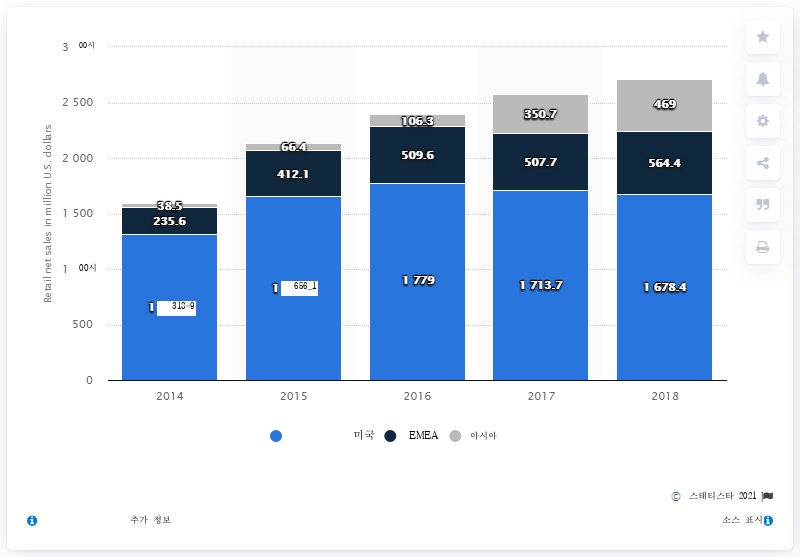 3 00시
2 500
2 000
1 500
1 00시
500
0
Retail net sales in million U.S. dollars
38.5
66.4
106.3
350.7
469
235.6
412.1
509.6
507.7
564.4
1 313-9
1 656_1
1 779
1 713.7
1 678.4
2014 2015 2016 2017 2018
미국 EMEA 아시아
© 스태티스타 2021
추가 정보 소스 표시